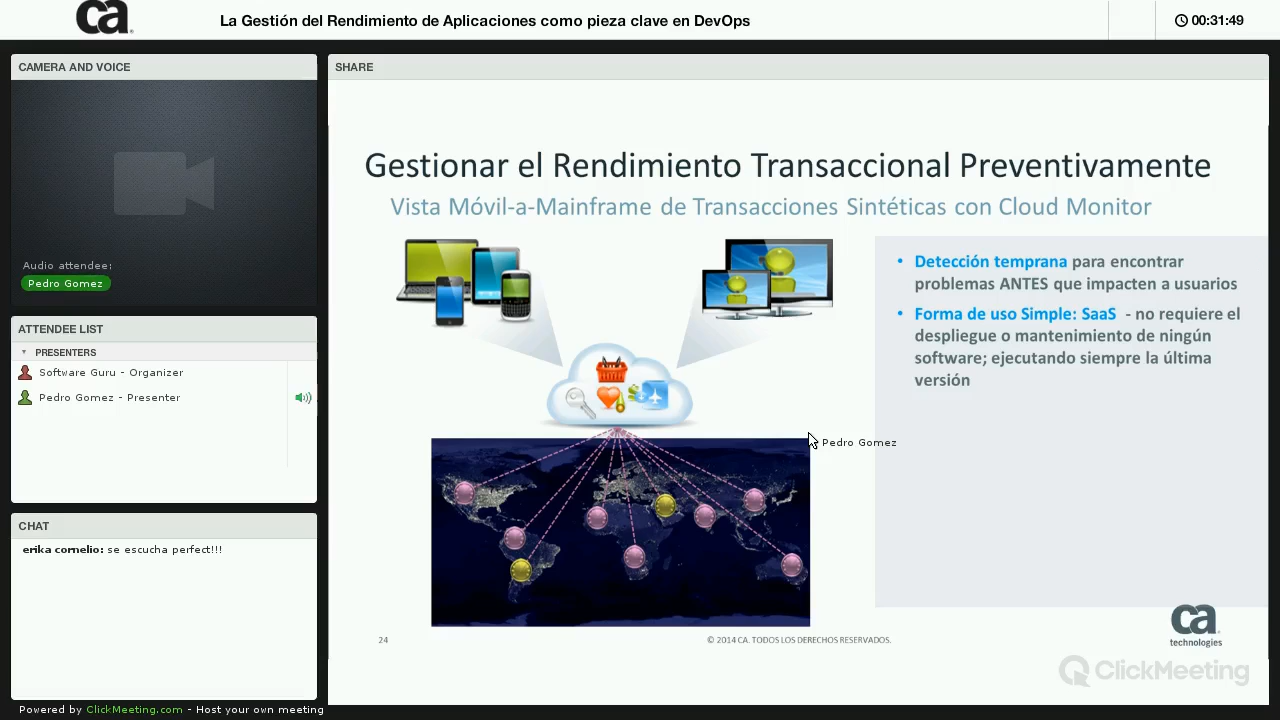 ca
La Gestión del Rendimiento de Aplicaciones como pieza clave en DevOps
00:31:49
CAMERA AND VOICE
Audio attendee:
Pedro Gomez
ATTENDEE LIST
PRESENTERS
Software Guru - Organizer
Pedro Gomez - Presenter
CHAT
erika cornelio: se escucha perfect!!!
Powered by ClickMeeting.com - Host your own meeting
SHARE
Gestionar el Rendimiento Transaccional Preventivamente
Vista Móvil-a-Mainframe de Transacciones Sintéticas con Cloud Monitor
• Detección temprana para encontrar
problemas ANTES que impacten a usuarios
• Forma de uso Simple: SaaS - no requiere el
despliegue o mantenimiento de ningún
software; ejecutando siempre la última
versión
Pedro Gomez
24
© 2014 CA. TODOS LOS DERECHOS RESERVADOS.
ca
technologies
ClickMeeting